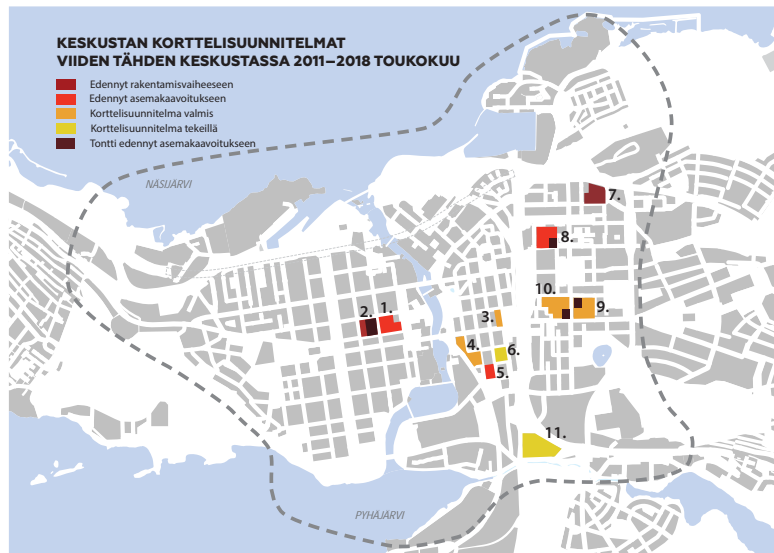 KESKUSTAN KORTTELISUUNNITELMAT
VIIDEN TÄHDEN KESKUSTASSA 2011–2018 TOUKOKUU
Edennyt rakentamisvaiheeseen
Edennyt asemakaavoitukseen
Korttelisuunnitelma valmis
Korttelisuunnitelma tekeillä
Tontti edennyt asemakaavoitukseen
NÄSIJÄRVI
7.
8.
10.
9.
2.
1.
3.
4.
6.
5.
11.
PYHÄJÄRVI